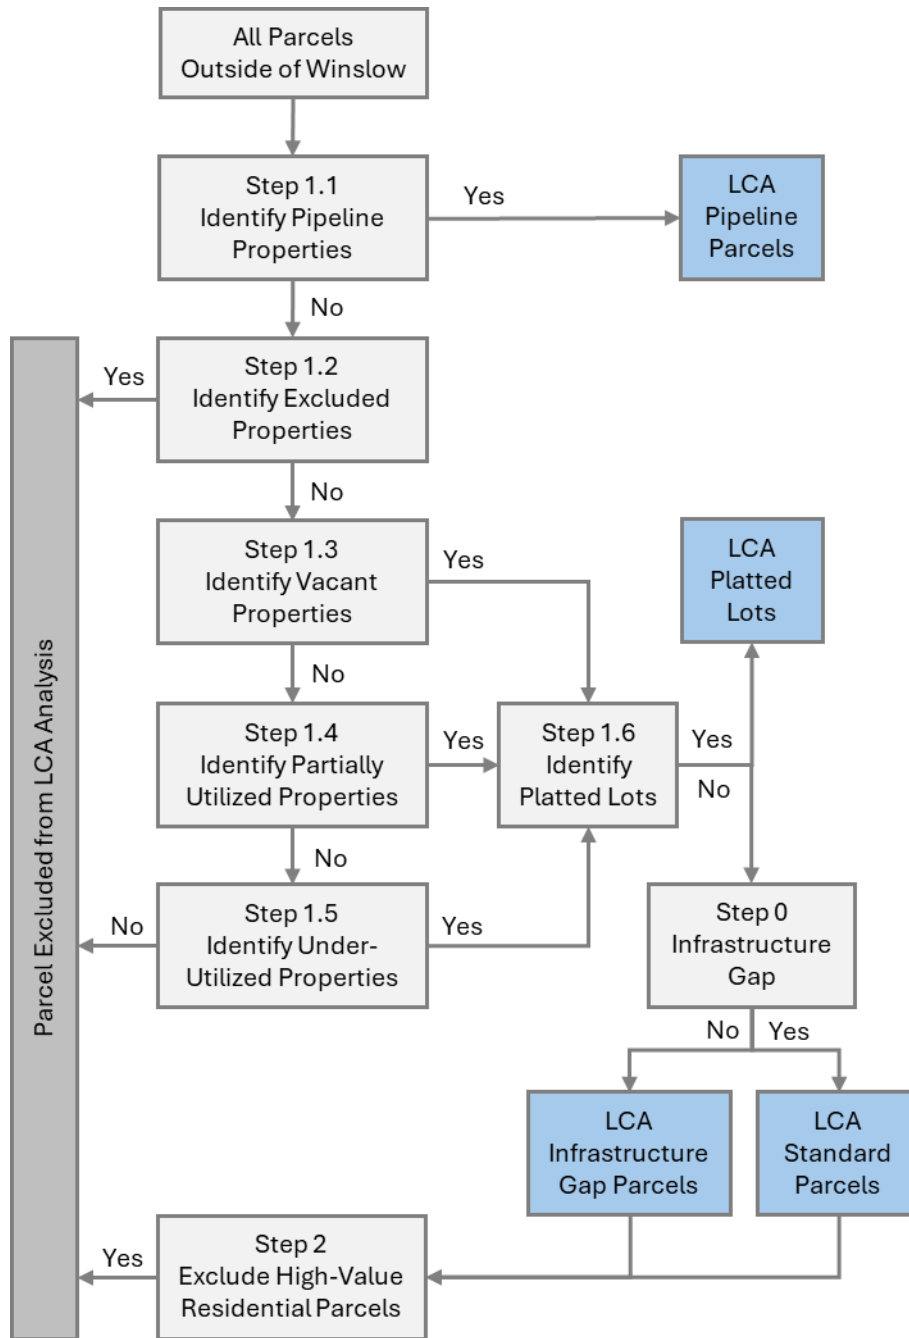 All Parcels
Outside of Winslow
Step 1.1
Identify Pipeline
Properties
Yes
LCA
Pipeline
Parcels
No
Step 1.2
Identify Excluded
Properties
Yes
No
Step 1.3
Identify Vacant
Properties
Yes
LCA
Platted
Lots
No
Step 1.4
Identify Partially
Utilized Properties
Yes
Step 1.6
Identify
Platted Lots
Yes
No
No
Step 1.5
Identify Under-
Utilized Properties
No
Yes
Step 0
Infrastructure
Gap
No
Yes
LCA
Infrastructure
Gap Parcels
LCA
Standard
Parcels
Step 2
Exclude High-Value
Residential Parcels
Yes
Parcel Excluded from LCA Analysis